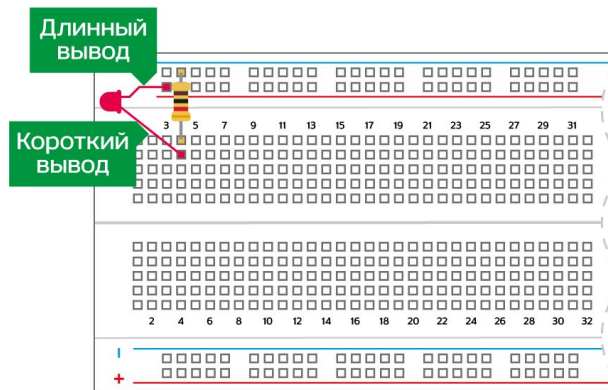 Длинный
вывод
Короткий
вывод
3 5 7 9 11 13 15 17 19 21 23 25 27 29 31
2 4 6 8 10 12 14 16 18 20 22 24 26 28 30 32
-
+